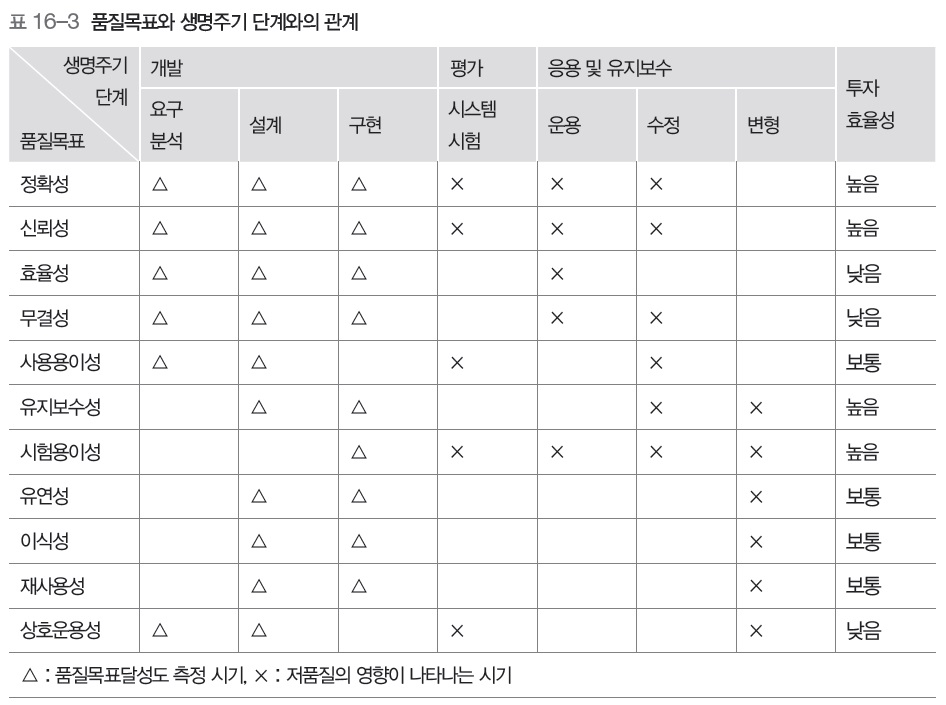 표 16-3 품질목표와 생명주기 단계와의 관계
생명주기 단계 품질목표 개발 평가 응용 및 유지보수 투자 효율성
요구 분석 설계 구현 시스템 시험 운용 수정 변형
정확성 △ △ △ × × × 높음
신뢰성 △ △ △ × × × 높음
효율성 △ △ △ × 낮음
무결성 △ △ △ × × 낮음
사용용이성 △ △ × × 보통
유지보수성 △ △ × × 높음
시험용이성 △ × × × × 높음
유연성 △ △ × 보통
이식성 △ △ × 보통
재사용성 △ △ × 보통
상호운용성 △ △ × × 낮음
△ : 품질목표달성도 측정 시기, × : 저품질의 영향이 나타나는 시기